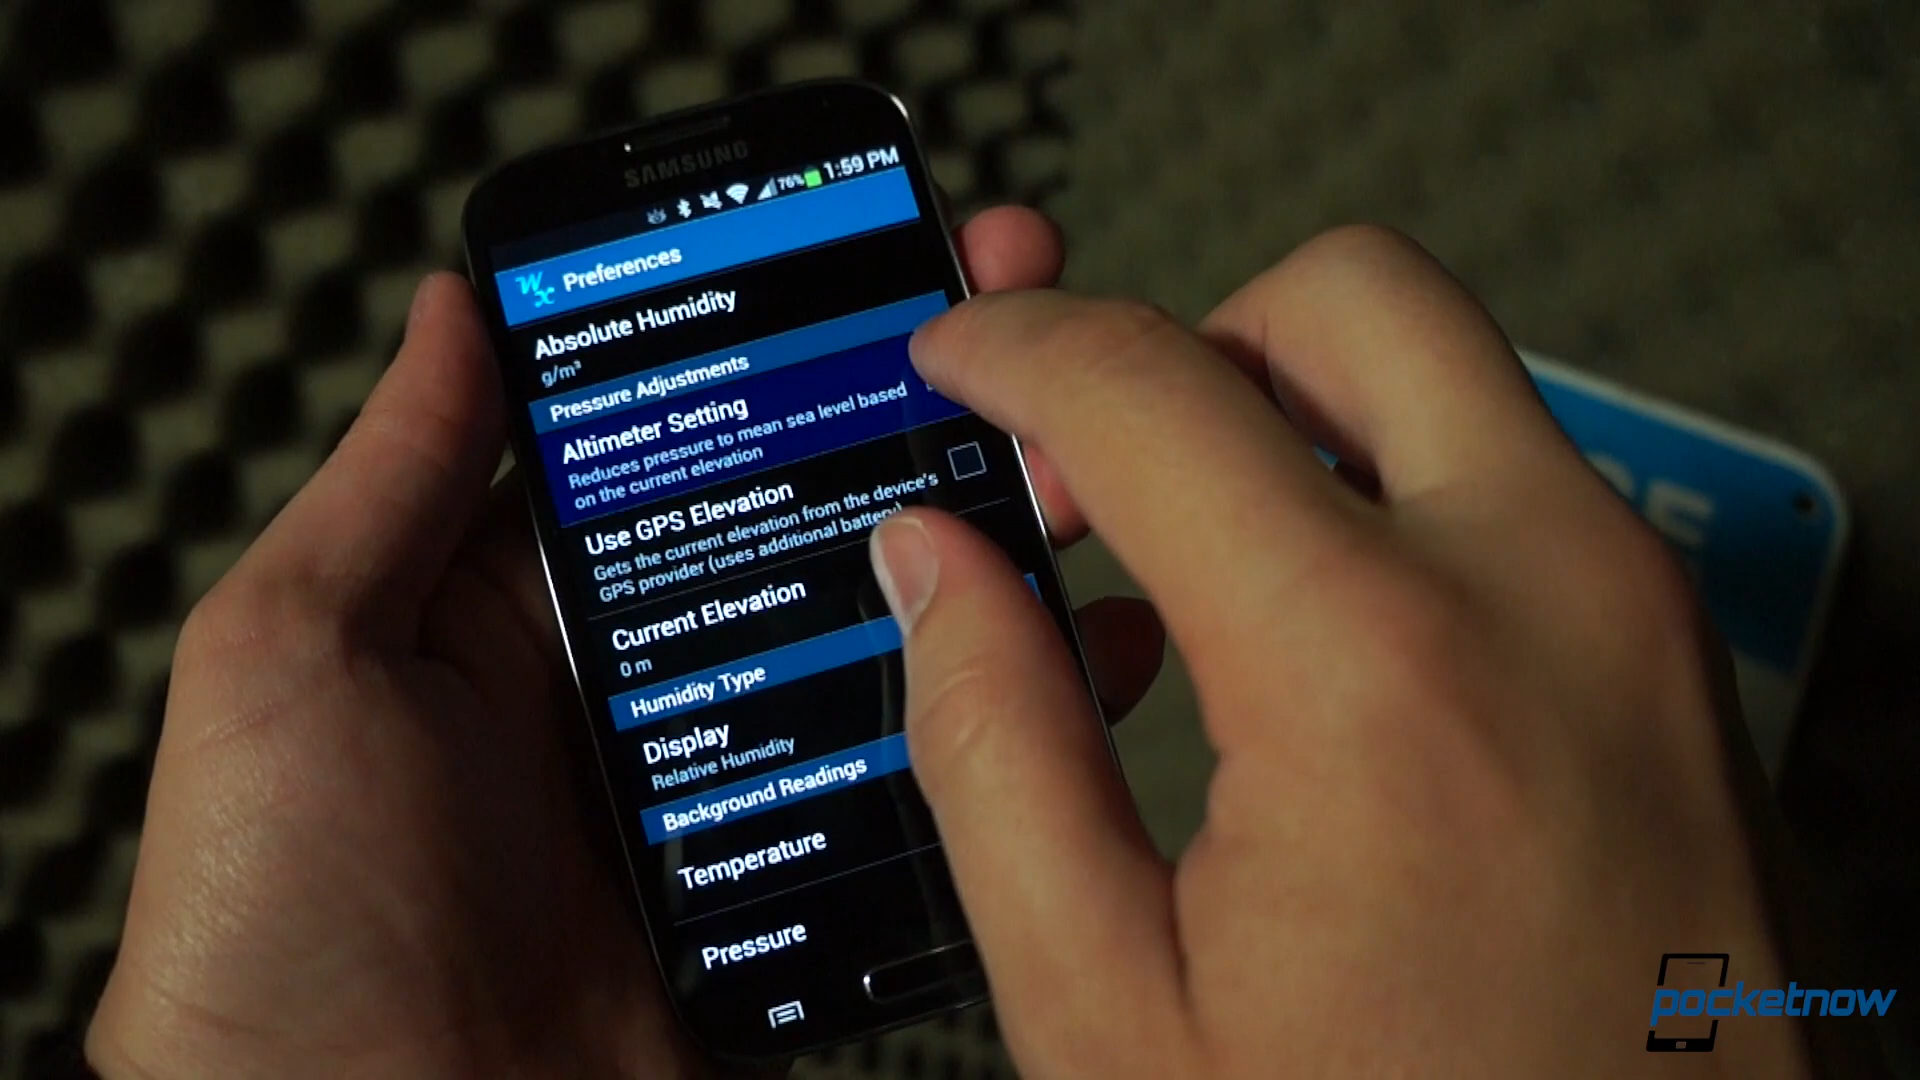 SAMSUNG
76% 1:59 PM
Wx Preferences
Absolute Humidity
g/m³
Pressure Adjustments
Altimeter Setting
Reduces pressure to mean sea level based
on the current elevation
Use GPS Elevation
Gets the current elevation from the device's
GPS provider (uses additional battery)
Current Elevation
0 m
Humidity Type
Display
Relative Humidity
Background Readings
Temperature
Pressure
pocketnow